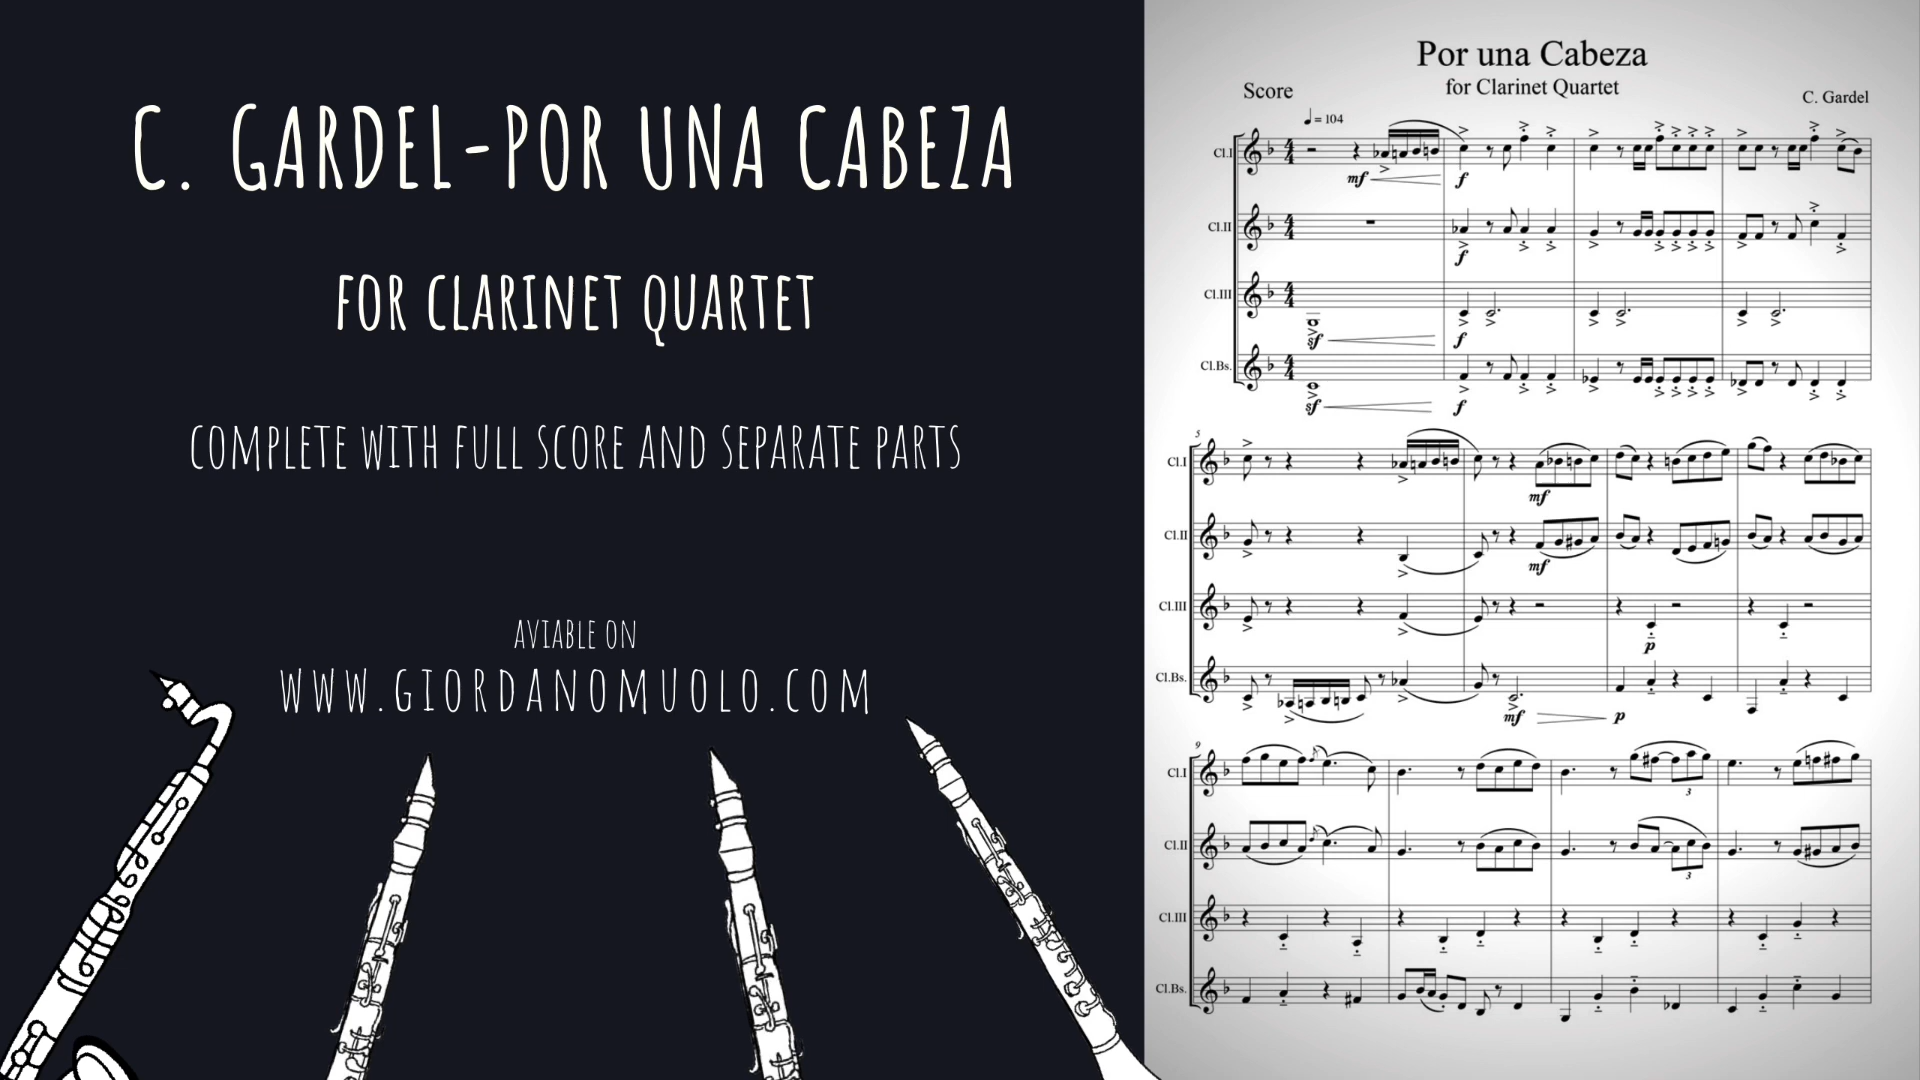 C. GARDEL-POR UNA CABEZA
FOR CLARINET QUARTET
COMPLETE WITH FULL SCORE AND SEPARATE PARTS
AVIABLE ON
WWW.GIORDANOMUOLO.COM
Por una Cabeza
for Clarinet Quartet
Score
C. Gardel
= 104
Cl.I
mf f
Cl.II
f
Cl.III
sf f
Cl.Bs.
sf f
5
Cl.I
mf
Cl.II
mf
Cl.III
p
Cl.Bs.
mf p
9
Cl.I
3
Cl.II
3
Cl.III
Cl.Bs.